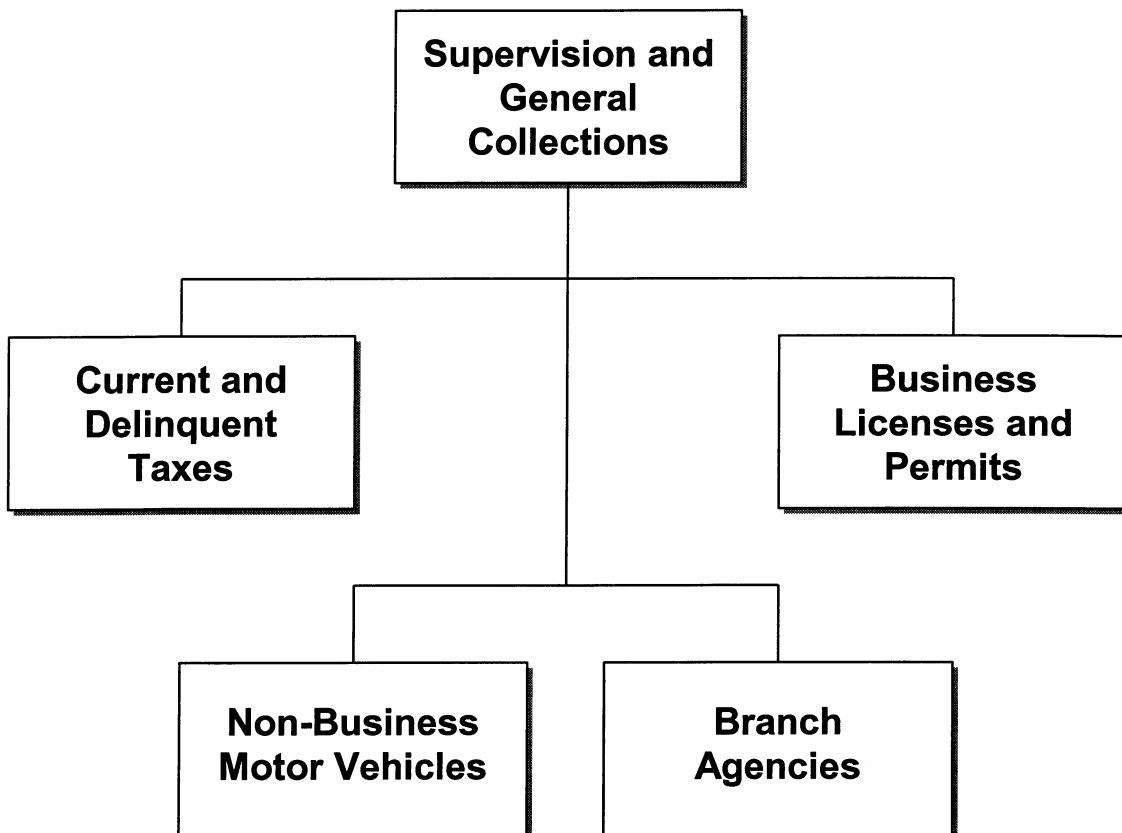 Supervision and
General
Collections
Current and
Delinquent
Taxes
Business
Licenses and
Permits
Non-Business
Motor Vehicles
Branch
Agencies